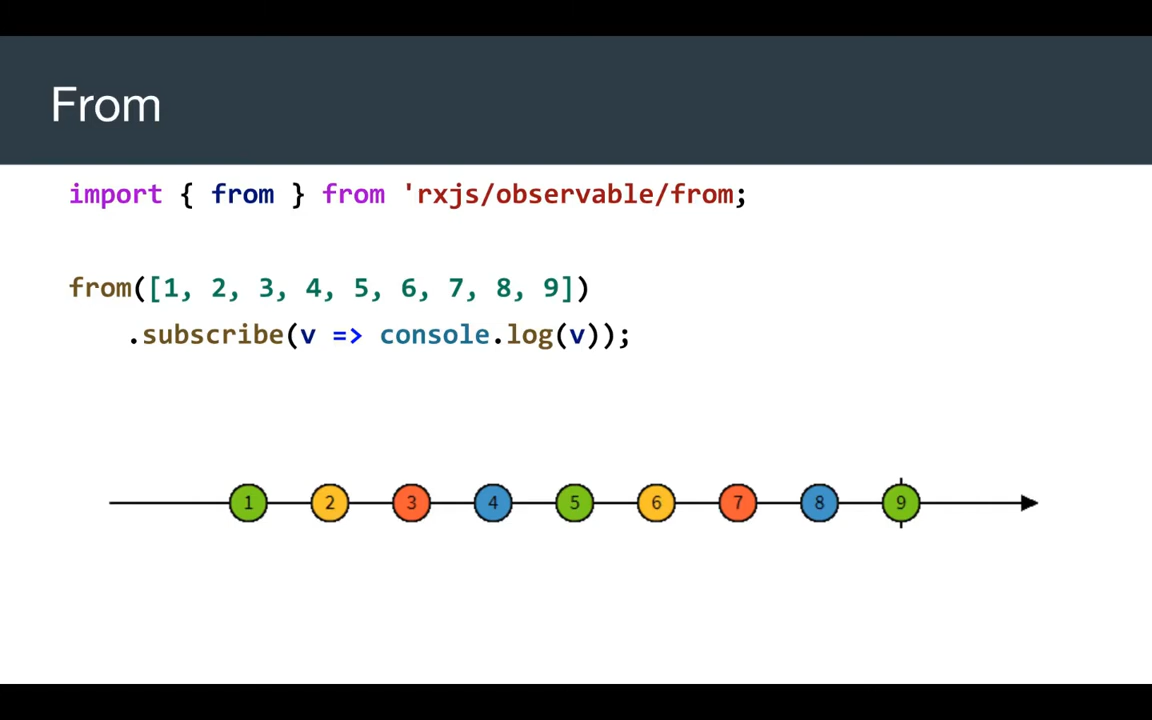 From
import { from } from 'rxjs/observable/from;
from([1, 2, 3, 4, 5, 6, 7, 8, 9])
.subscribe(v => console.log(v));
1 2 3 4 5 6 7 8 9